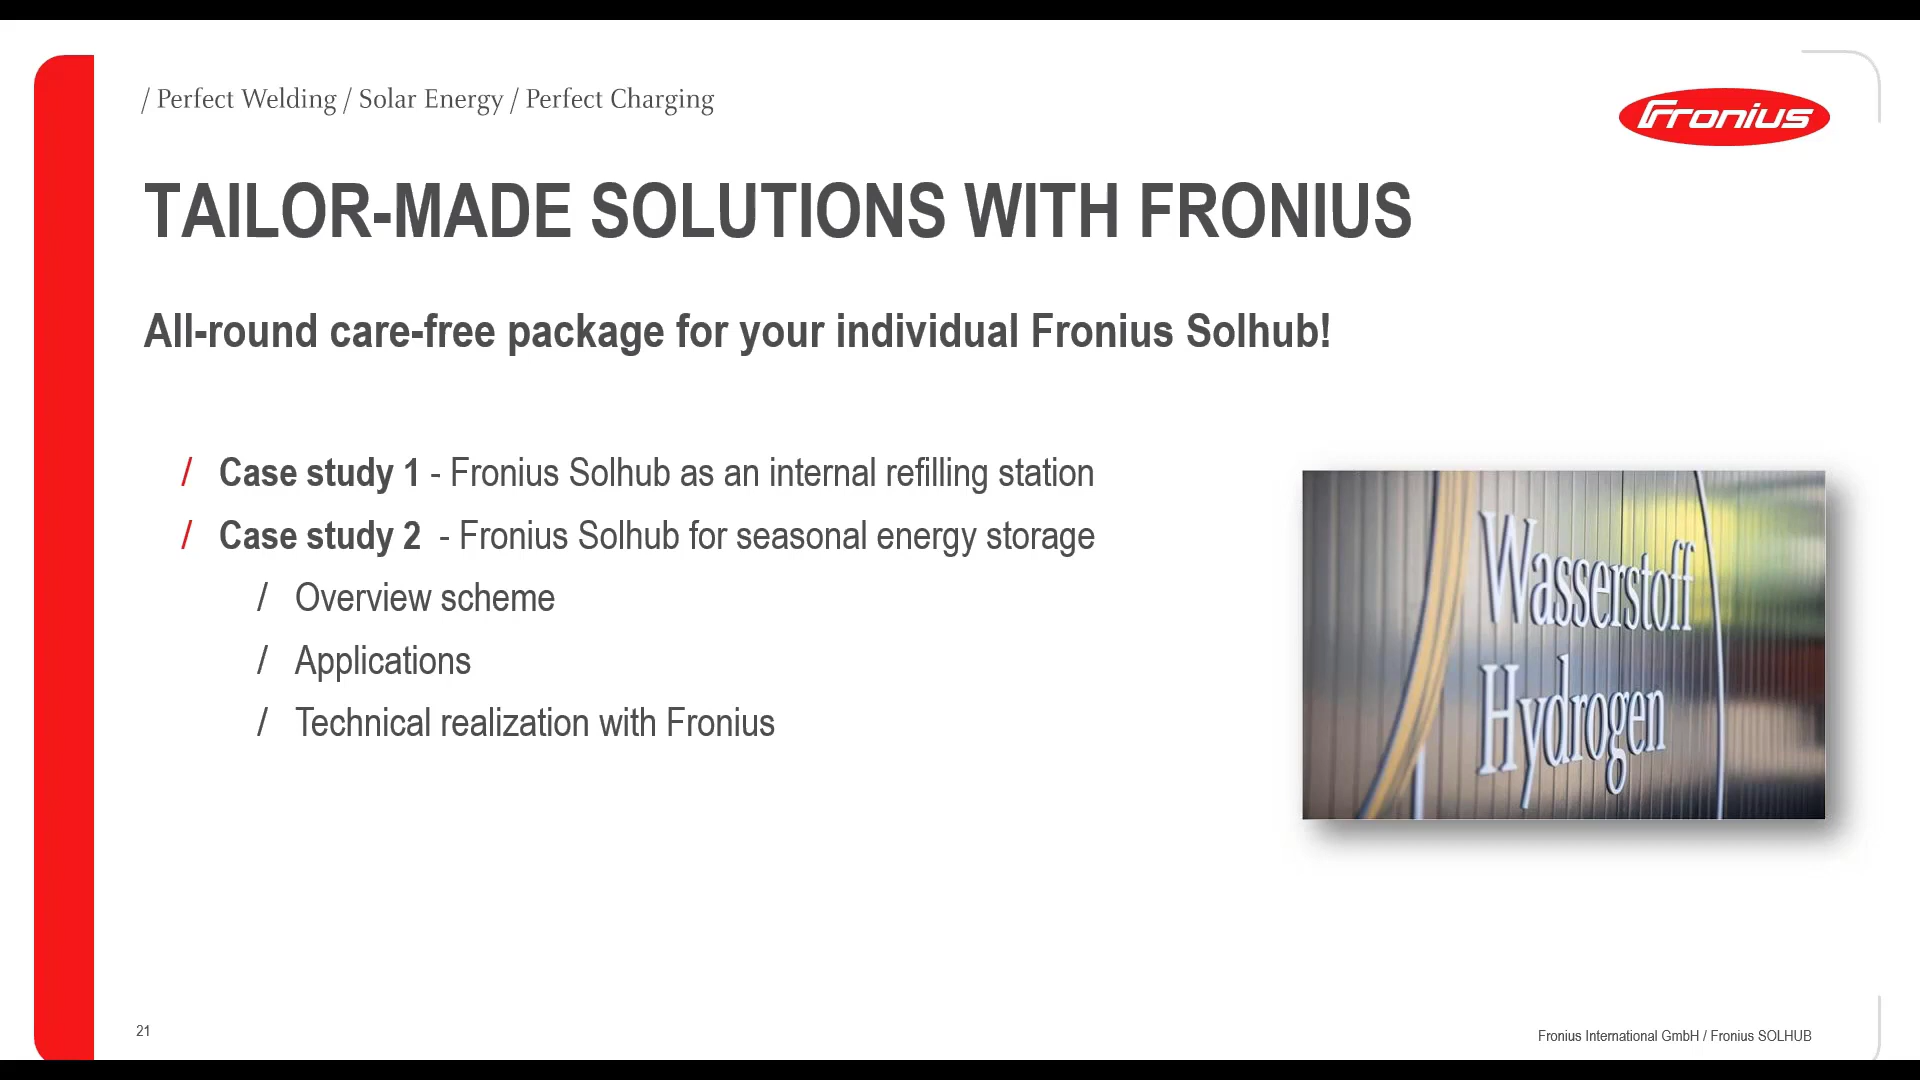 / Perfect Welding / Solar Energy / Perfect Charging
Fronius
TAILOR-MADE SOLUTIONS WITH FRONIUS
All-round care-free package for your individual Fronius Solhub!
/ Case study 1 - Fronius Solhub as an internal refilling station
/ Case study 2 - Fronius Solhub for seasonal energy storage
/ Overview scheme
/ Applications
/ Technical realization with Fronius
Wasserstoff
Hydrogen
21
Fronius International GmbH / Fronius SOLHUB